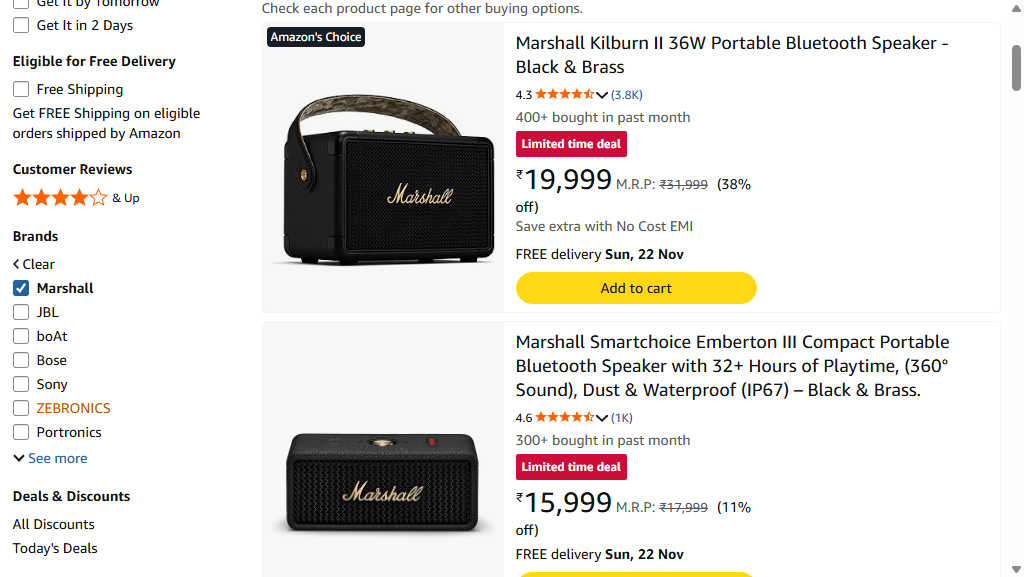 Get It by Tomorrow
Get It in 2 Days
Eligible for Free Delivery
Free Shipping
Get FREE Shipping on eligible
orders shipped by Amazon
Customer Reviews
& Up
Brands
Clear
Marshall
JBL
boAt
Bose
Sony
ZEBRONICS
Portronics
See more
Deals & Discounts
All Discounts
Today's Deals
Check each product page for other buying options.
Amazon's Choice
Marshall
Marshall Kilburn II 36W Portable Bluetooth Speaker -
Black & Brass
4.3 (3.8K)
400+ bought in past month
Limited time deal
₹19,999 M.R.P: ₹31,999 (38%
off)
Save extra with No Cost EMI
FREE delivery Sun, 22 Nov
Add to cart
Marshall
Marshall Smartchoice Emberton III Compact Portable
Bluetooth Speaker with 32+ Hours of Playtime, (360°
Sound), Dust & Waterproof (IP67) – Black & Brass.
4.6 (1K)
300+ bought in past month
Limited time deal
₹15,999 M.R.P: ₹17,999 (11%
off)
FREE delivery Sun, 22 Nov